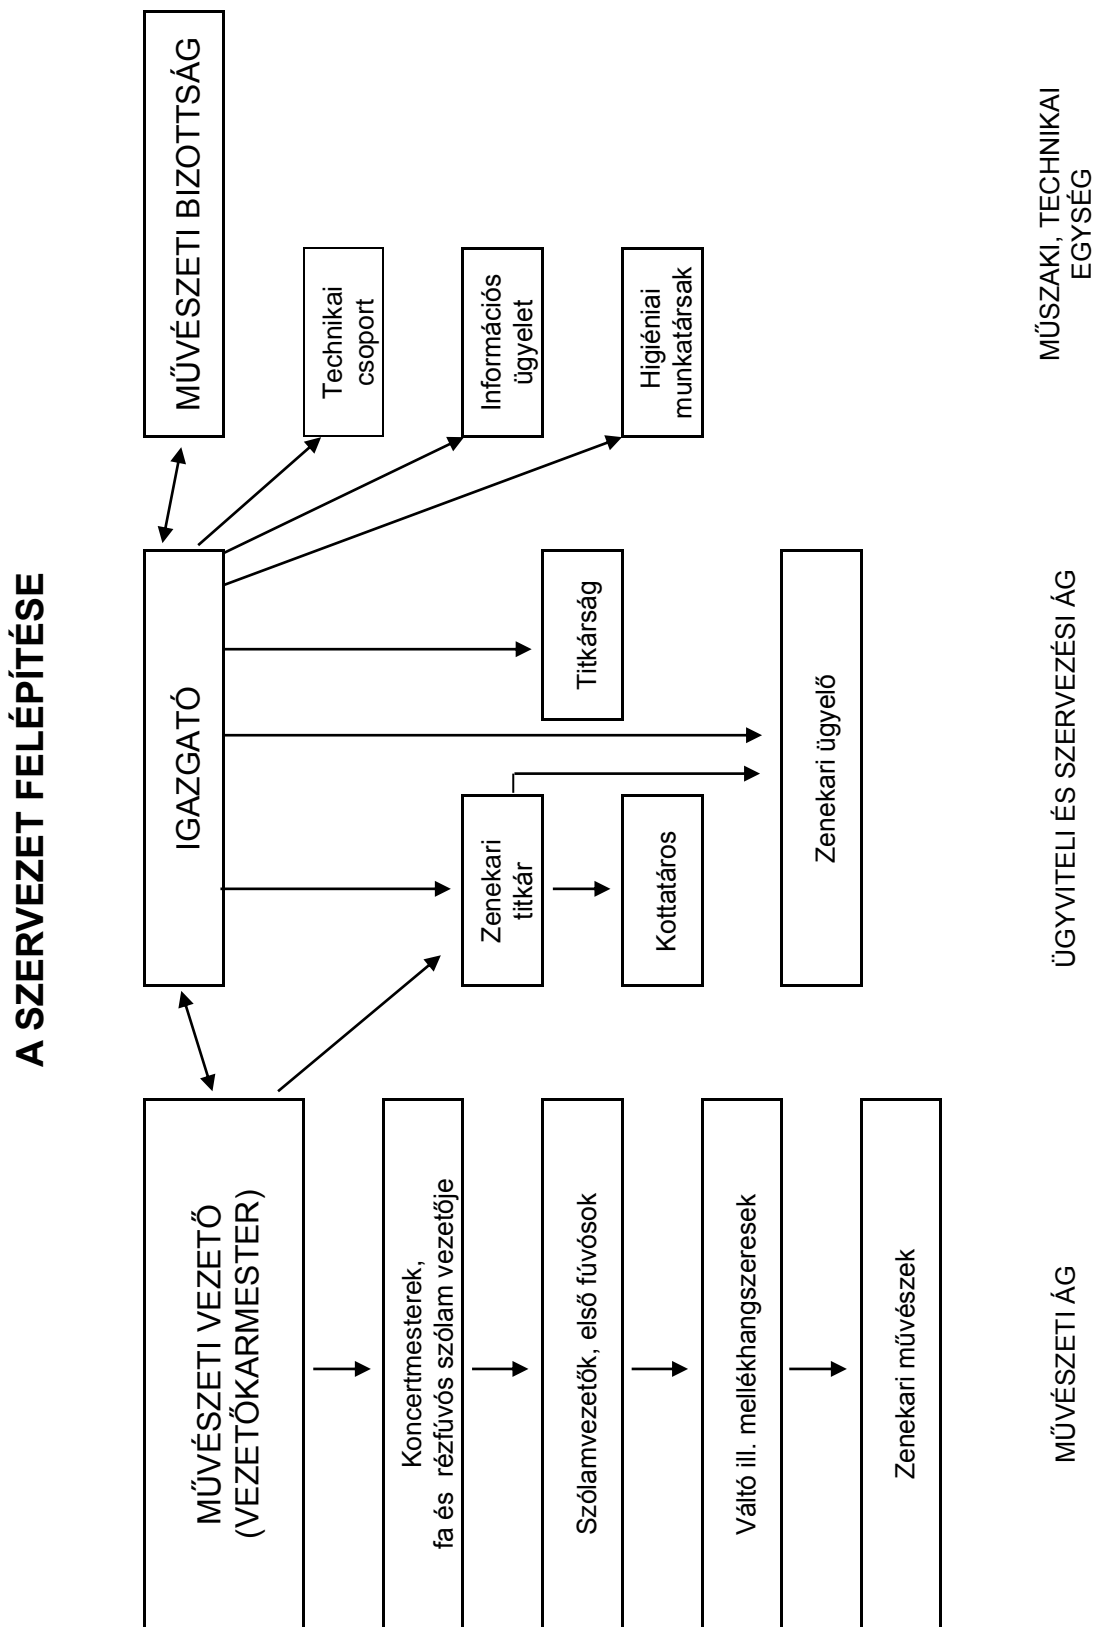 A SZERVEZET FELÉPÍTÉSE
MŰVÉSZETI VEZETŐ
(VEZETŐKARMESTER)
IGAZGATÓ
MŰVÉSZETI BIZOTTSÁG
Koncertmesterek,
fa és rézfúvós szólam vezetője
Szólamvezetők, első fúvósok
Váltó ill. mellékhangszeresek
Zenekari művészek
Zenekari
titkár
Kottatáros
Titkárság
Zenekari ügyelő
Technikai
csoport
Információs
ügyelet
Higiéniai
munkatársak
MŰVÉSZETI ÁG
ÜGYVITELI ÉS SZERVEZÉSI ÁG
MŰSZAKI, TECHNIKAI
EGYSÉG